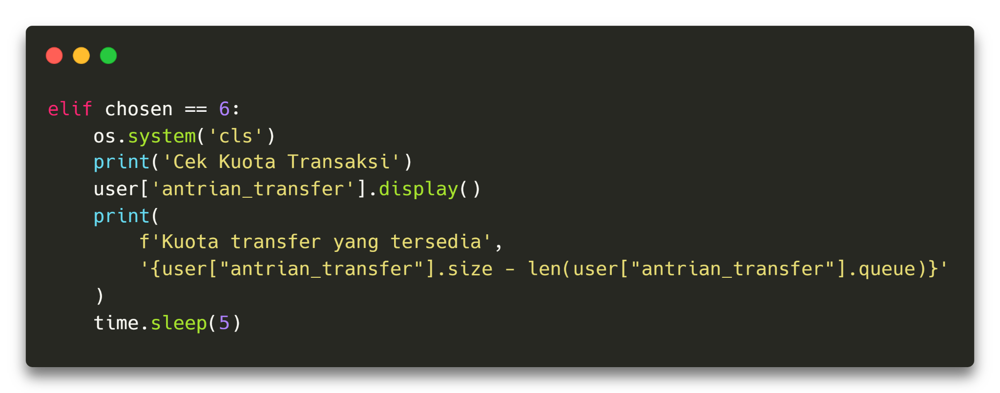 elif chosen == 6:
    os.system('cls')
    print('Cek Kuota Transaksi')
    user['antrian_transfer'].display()
    print(
        f'Kuota transfer yang tersedia',
        '{user["antrian_transfer"].size - len(user["antrian_transfer"].queue)}'
    )
    time.sleep(5)